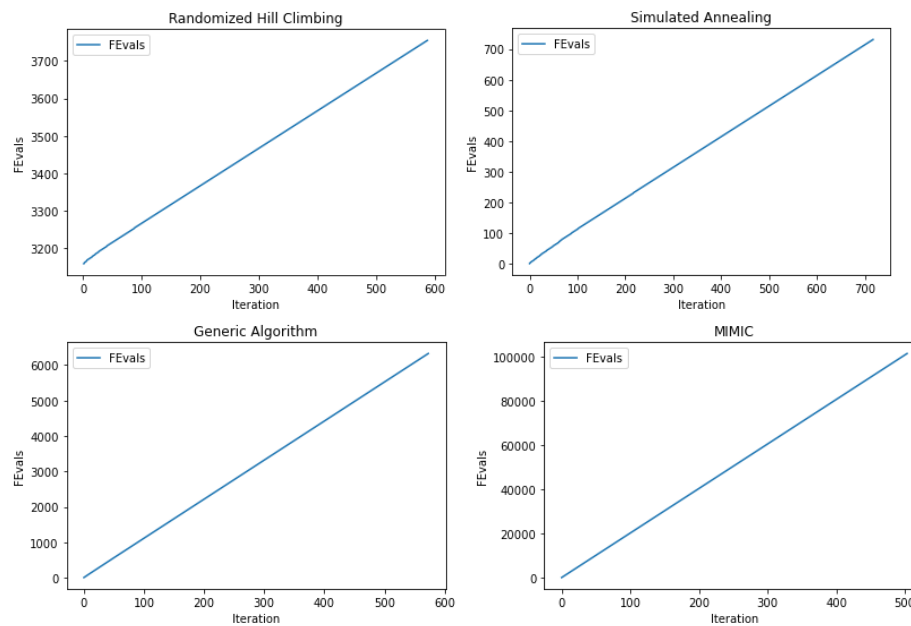 Randomized Hill Climbing
FEvals
FEvals
3700
3600
3500
3400
3300
3200
0 100 200 300 400 500 600
Iteration
Simulated Annealing
FEvals
FEvals
700
600
500
400
300
200
100
0
0 100 200 300 400 500 600 700
Iteration
Generic Algorithm
FEvals
FEvals
6000
5000
4000
3000
2000
1000
0
0 100 200 300 400 500 600
Iteration
MIMIC
FEvals
FEvals
100000
80000
60000
40000
20000
0
0 100 200 300 400 500
Iteration